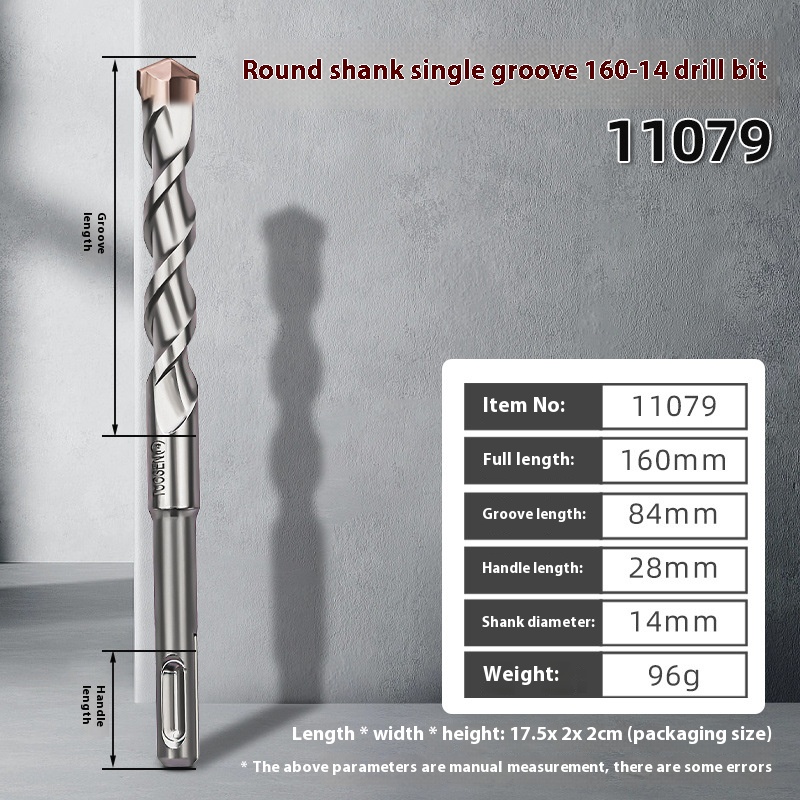 Round shank single groove 160-14 drill bit
11079
Groove
length
TOOSEN®
Item No: 11079
Full length: 160mm
Groove length: 84mm
Handle length: 28mm
Shank diameter: 14mm
Weight: 96g
Handle
length
Length * width * height: 17.5x 2x 2cm (packaging size)
* The above parameters are manual measurement, there are some errors